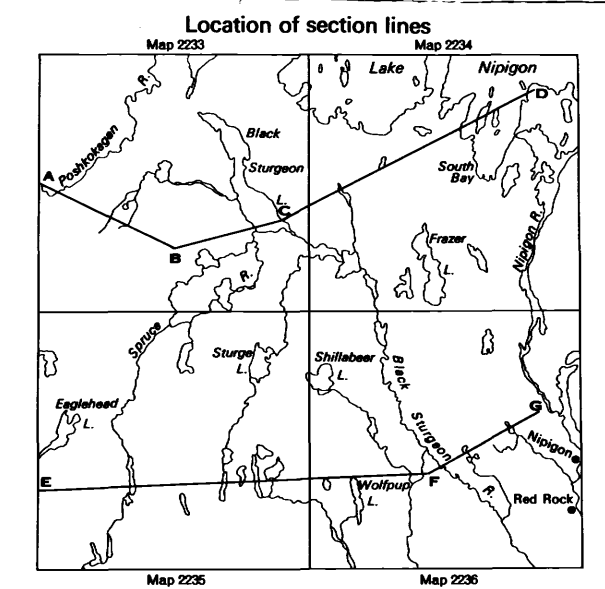 Location of section lines
Map 2233
Map 2234
Lake Nipigon
Poshkokagan R.
Black
Sturgeon
L.
A
B
C
D
South
Bay
Nipigon R.
Frazer
L.
Spruce R.
Sturge
L.
Shillabeer
L.
Black Sturgeon R.
Eaglehead
L.
E
F
G
Wolfpup
L.
Nipigon
Red Rock
Map 2235
Map 2236